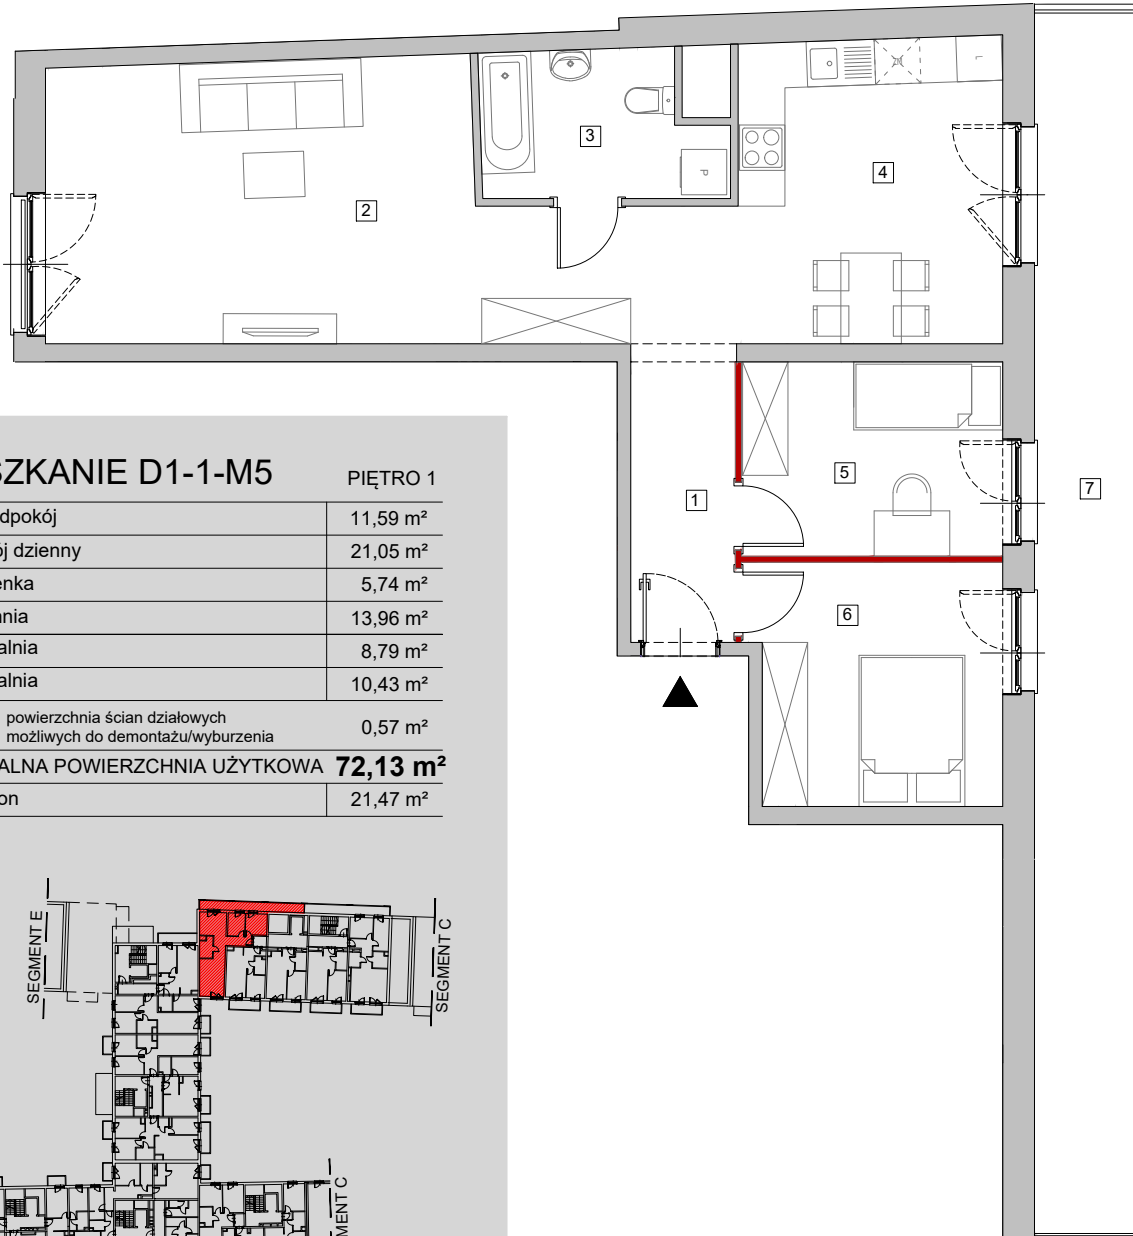 2
3
4
P
L
1
5
6
7
SZKANIE D1-1-M5 PIĘTRO 1
dpokój 11,59 m²
j dzienny 21,05 m²
enka 5,74 m²
nia 13,96 m²
alnia 8,79 m²
alnia 10,43 m²
powierzchnia ścian działowych
możliwych do demontażu/wyburzenia 0,57 m²
ALNA POWIERZCHNIA UŻYTKOWA 72,13 m²
on 21,47 m²
SEGMENT E
SEGMENT C
MENT C